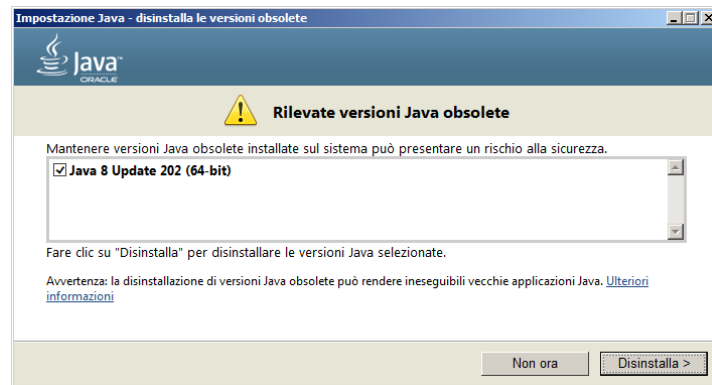 Impostazione Java - disinstalla le versioni obsolete
Java™
ORACLE
Rilevate versioni Java obsolete
Mantenere versioni Java obsolete installate sul sistema può presentare un rischio alla sicurezza.
Java 8 Update 202 (64-bit)
Fare clic su "Disinstalla" per disinstallare le versioni Java selezionate.
Avvertenza: la disinstallazione di versioni Java obsolete può rendere ineseguibili vecchie applicazioni Java. Ulteriori
informazioni
Non ora
Disinstalla >